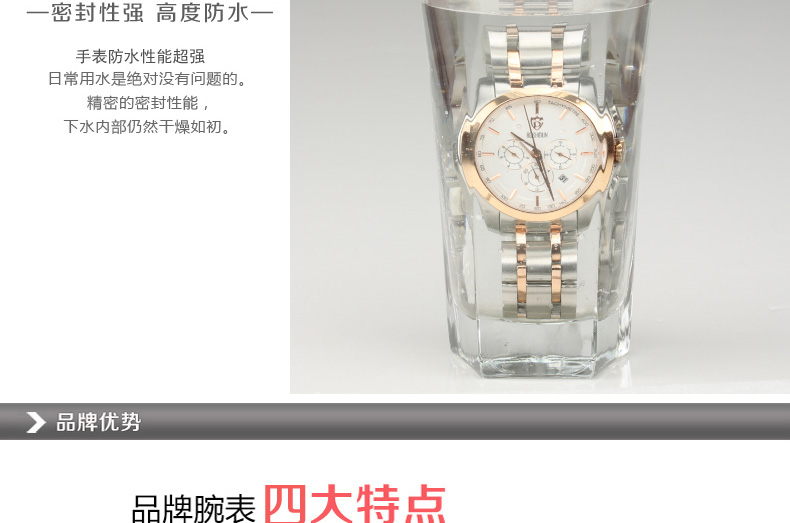 —密封性强 高度防水—
手表防水性能超强
日常用水是绝对没有问题的。
精密的密封性能，
下水内部仍然干燥如初。
品牌优势
品牌腕表 四大特点